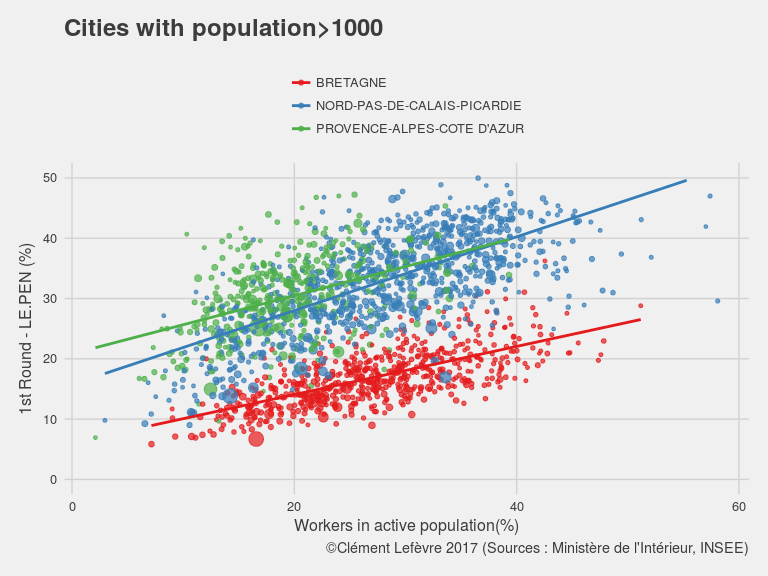 Cities with population>1000
BRETAGNE
NORD-PAS-DE-CALAIS-PICARDIE
PROVENCE-ALPES-COTE D'AZUR
1st Round - LE.PEN (%)
50
40
30
20
10
0
0 20 40 60
Workers in active population(%)
©Clément Lefèvre 2017 (Sources : Ministère de l'Intérieur, INSEE)